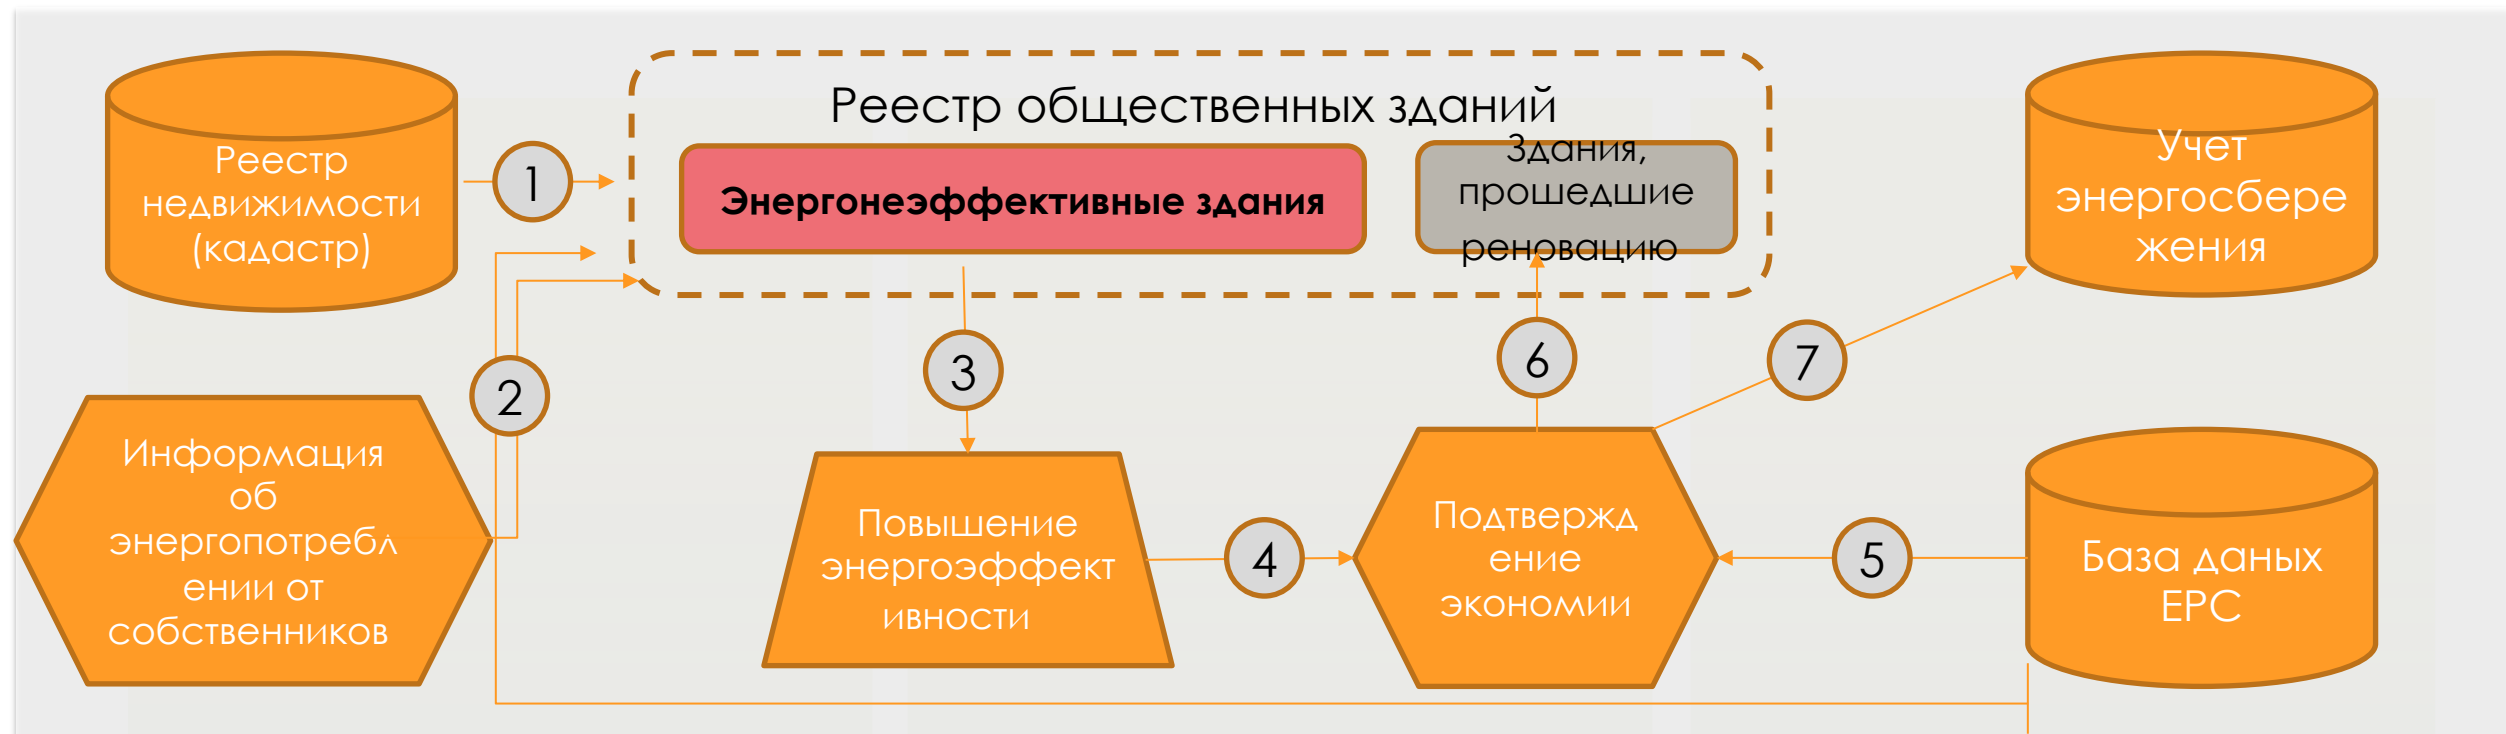 Реестр
недвижимости
(кадастр)
1
Реестр общественных зданий
Энергонеэффективные здания
Здания,
прошедшие
реновацию
Учет
энергосбере
жения
2
3
6
7
Информация
об
энергопотребл
ении от
собственников
Повышение
энергоэффект
ивности
4
Подтвержд
ение
экономии
5
База даных
EPC